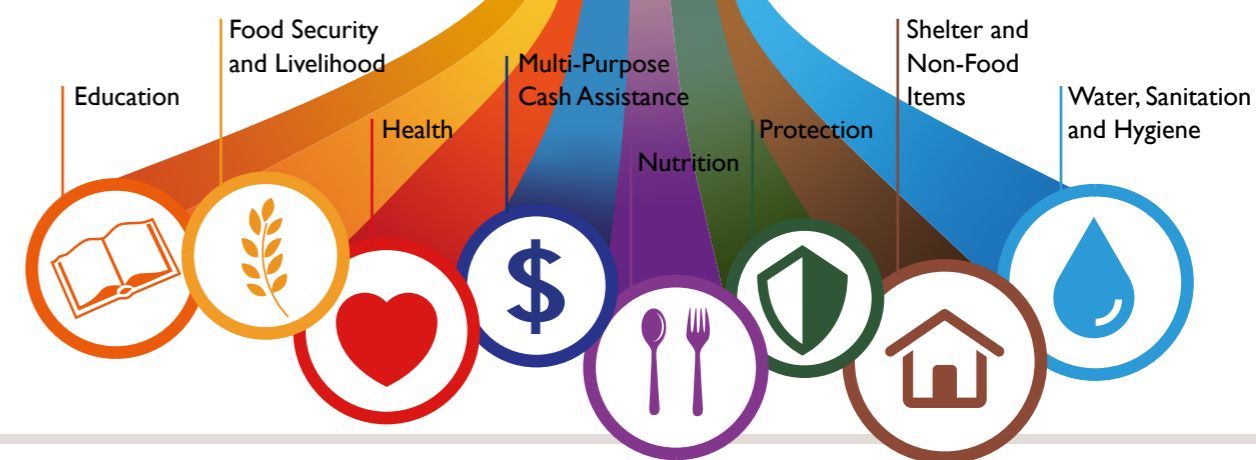 Education
Food Security
and Livelihood
Health
Multi-Purpose
Cash Assistance
Nutrition
Protection
Shelter and
Non-Food
Items
Water, Sanitation
and Hygiene